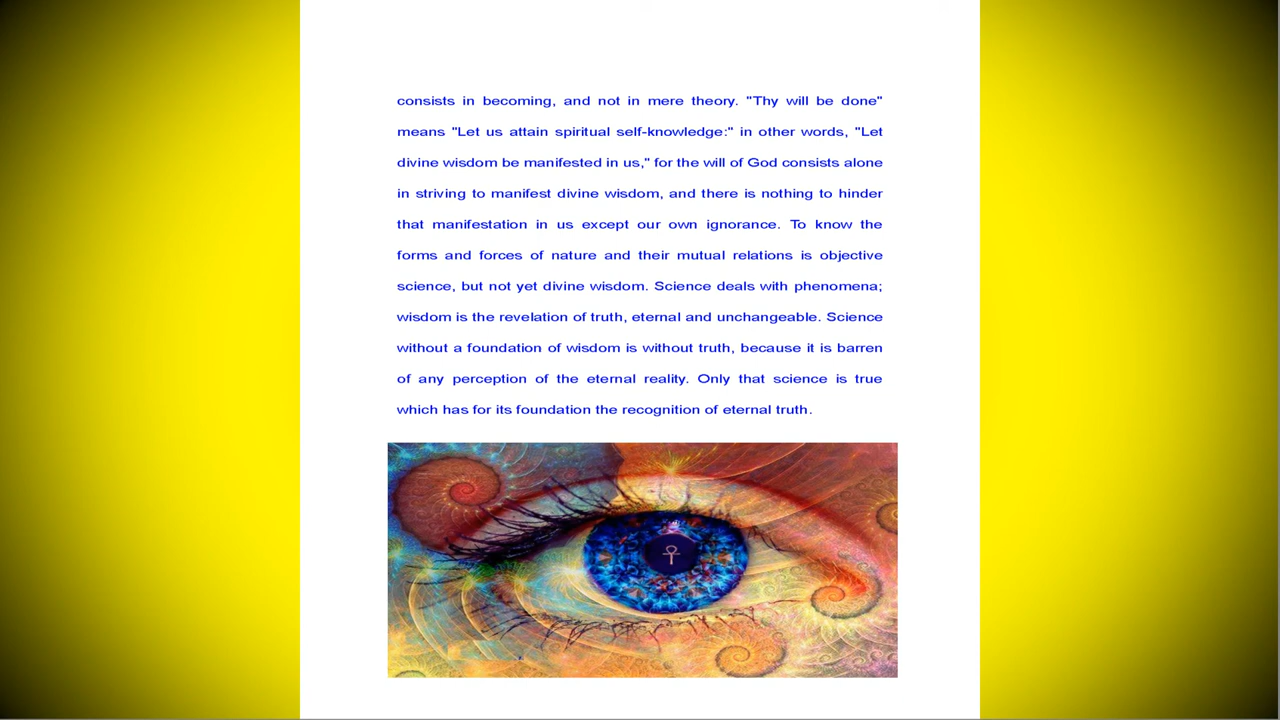 consists in becoming, and not in mere theory. "Thy will be done"
means "Let us attain spiritual self-knowledge:" in other words, "Let
divine wisdom be manifested in us," for the will of God consists alone
in striving to manifest divine wisdom, and there is nothing to hinder
that manifestation in us except our own ignorance. To know the
forms and forces of nature and their mutual relations is objective
science, but not yet divine wisdom. Science deals with phenomena;
wisdom is the revelation of truth, eternal and unchangeable. Science
without a foundation of wisdom is without truth, because it is barren
of any perception of the eternal reality. Only that science is true
which has for its foundation the recognition of eternal truth.